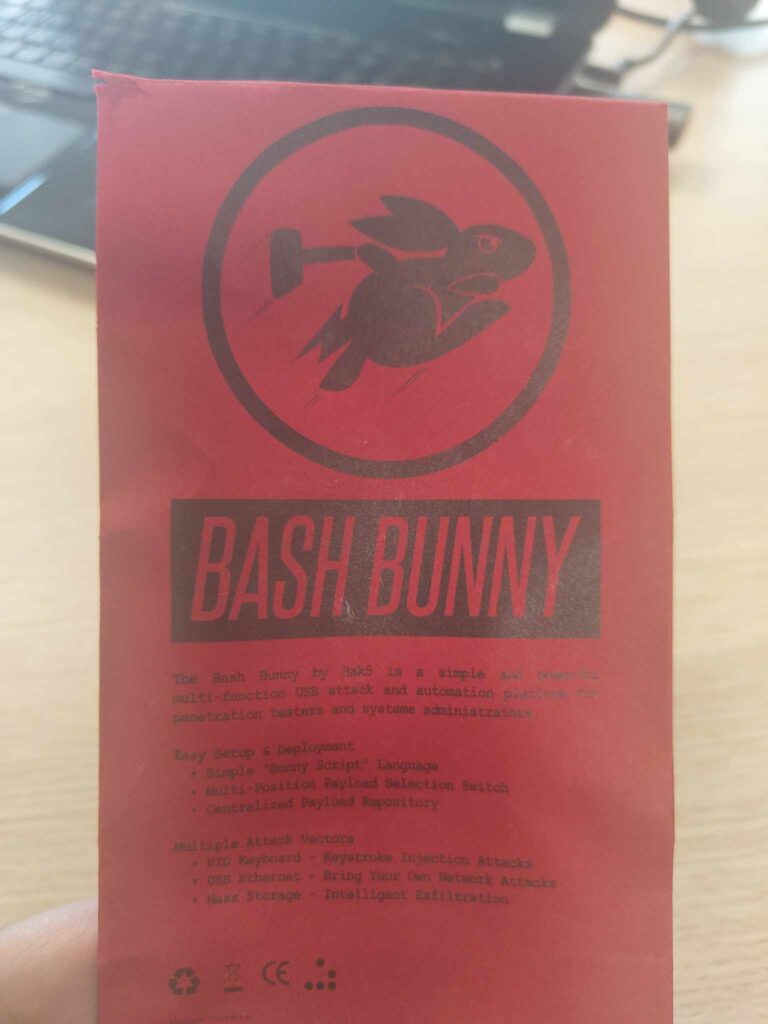 BASH BUNNY
The Bash Bunny by Hak5 is a simple and powerful
multi-function USB attack and automation platform for
penetration testers and systems administrators
Easy Setup & Deployment
• Simple "Bunny Script" Language
• Multi-Position Payload Selection Switch
• Centralized Payload Repository
Multiple Attack Vectors
• HID Keyboard - Keystroke Injection Attacks
• USB Ethernet - Bring Your Own Network Attacks
• Mass Storage - Intelligent Exfiltration
CE